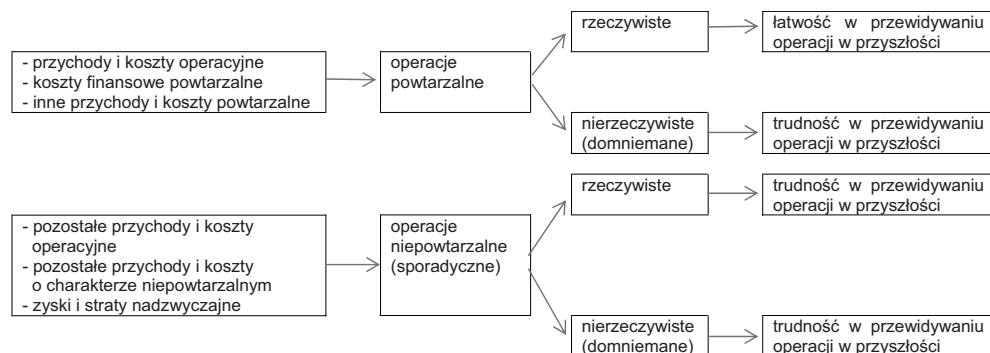 - przychody i koszty operacyjne
- koszty finansowe powtarzalne
- inne przychody i koszty powtarzalne
operacje
powtarzalne
rzeczywiste
łatwość w przewidywaniu
operacji w przyszłości
nierzeczywiste
(domniemane)
trudność w przewidywaniu
operacji w przyszłości
- pozostałe przychody i koszty
operacyjne
- pozostałe przychody i koszty
o charakterze niepowtarzalnym
- zyski i straty nadzwyczajne
operacje
niepowtarzalne
(sporadyczne)
rzeczywiste
trudność w przewidywaniu
operacji w przyszłości
nierzeczywiste
(domniemane)
trudność w przewidywaniu
operacji w przyszłości